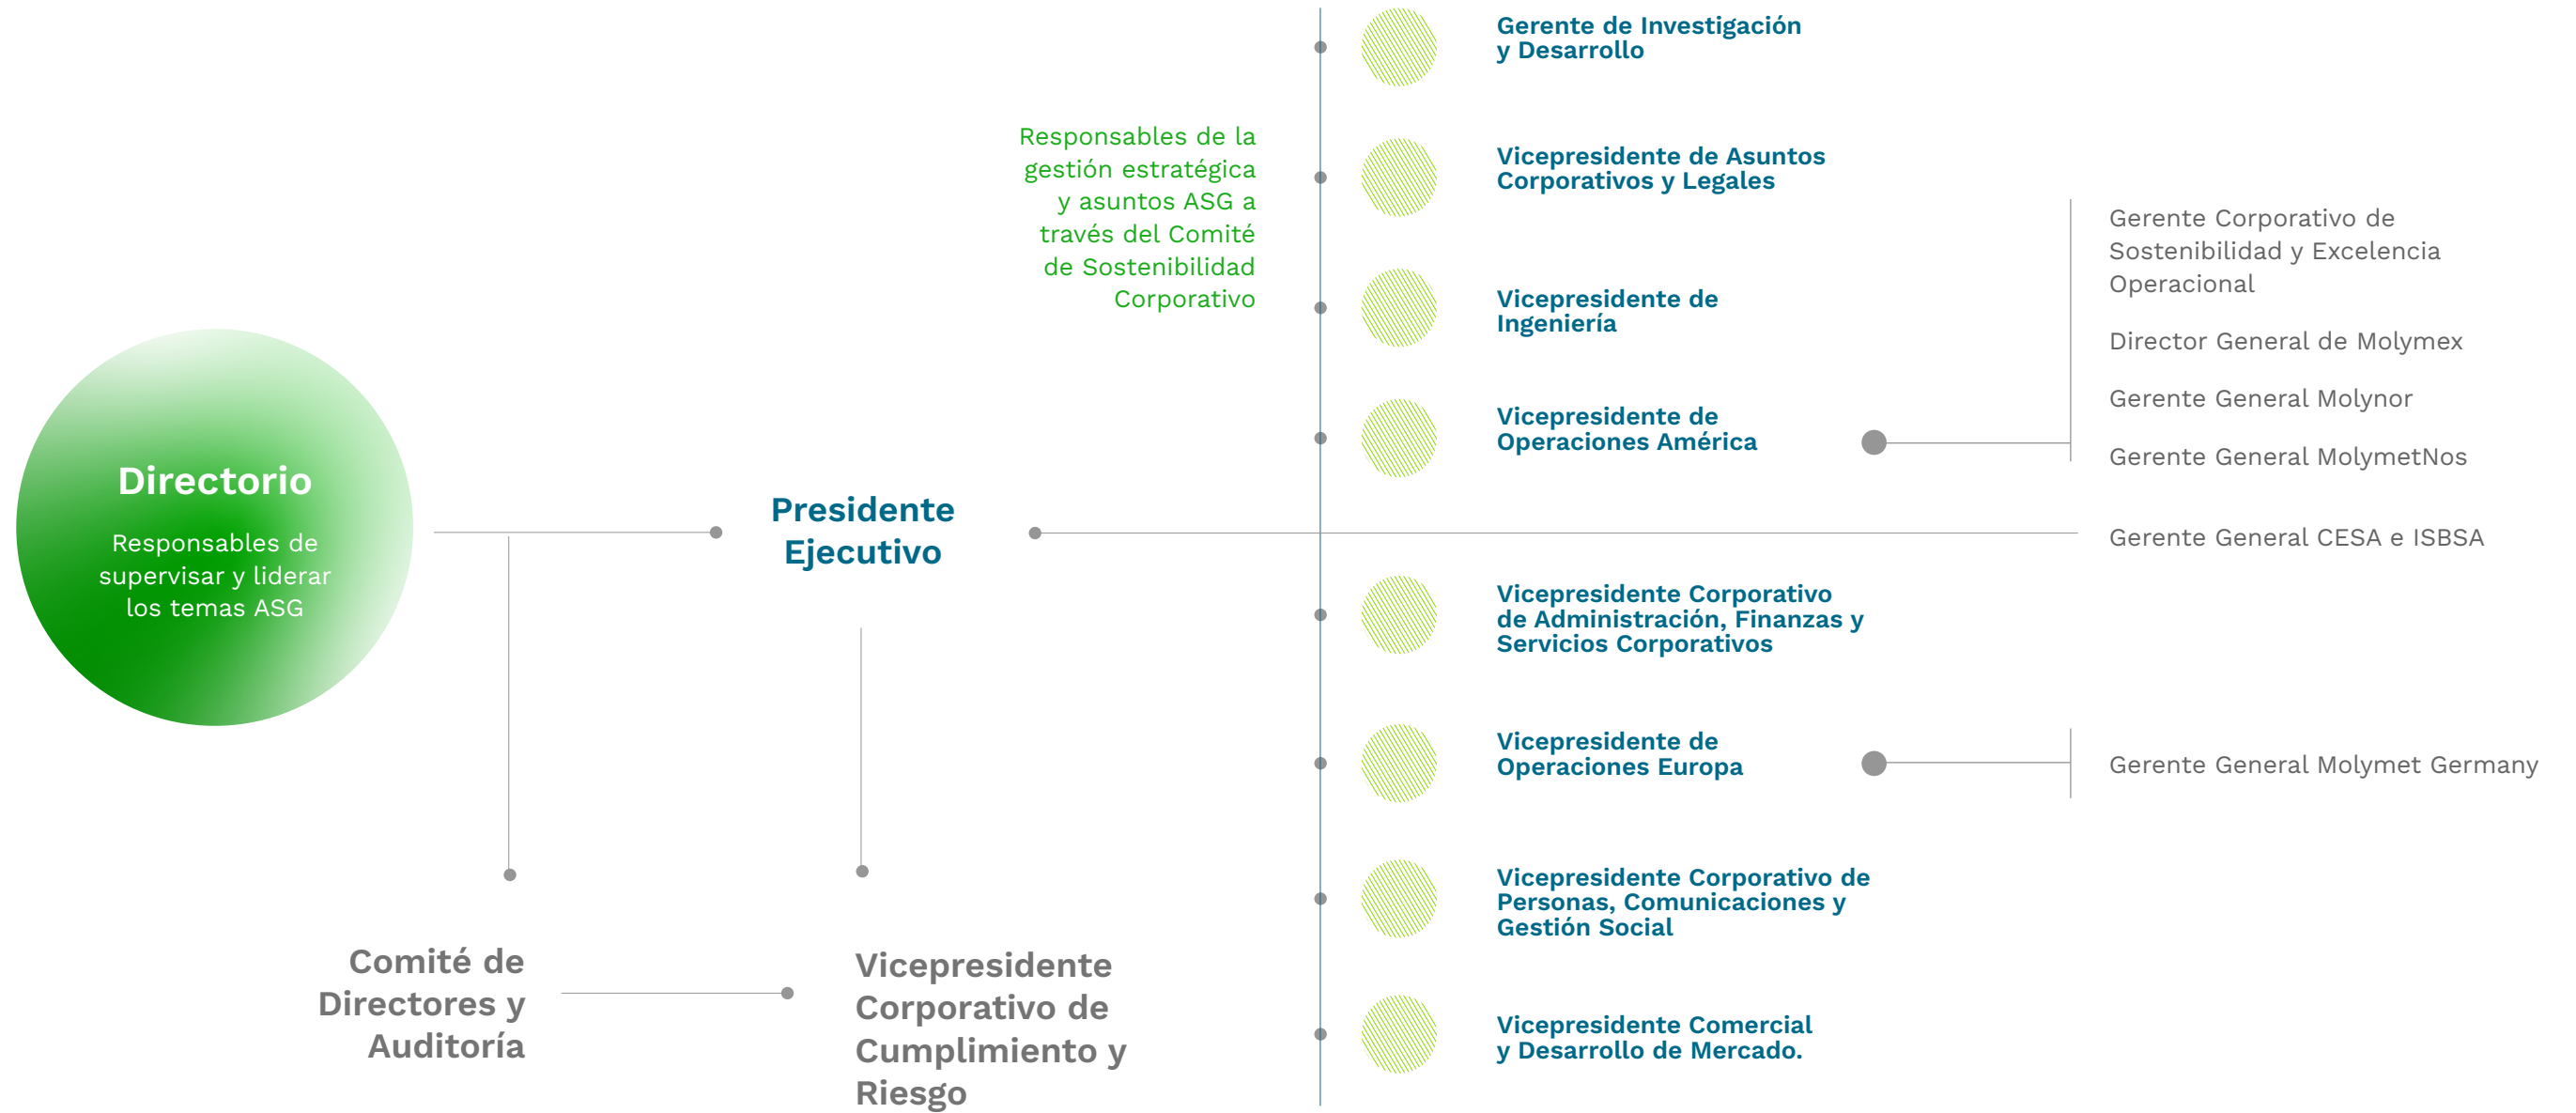 Directorio
Responsables de
supervisar y liderar
los temas ASG
Presidente
Ejecutivo
Comité de
Directores y
Auditoría
Vicepresidente
Corporativo de
Cumplimiento y
Riesgo
Responsables de la
gestión estratégica
y asuntos ASG a
través del Comité
de Sostenibilidad
Corporativo
Gerente de Investigación
y Desarrollo
Vicepresidente de Asuntos
Corporativos y Legales
Vicepresidente de
Ingeniería
Vicepresidente de
Operaciones América
Gerente Corporativo de
Sostenibilidad y Excelencia
Operacional
Director General de Molymex
Gerente General Molynor
Gerente General MolymetNos
Gerente General CESA e ISBSA
Vicepresidente Corporativo
de Administración, Finanzas y
Servicios Corporativos
Vicepresidente de
Operaciones Europa
Gerente General Molymet Germany
Vicepresidente Corporativo de
Personas, Comunicaciones y
Gestión Social
Vicepresidente Comercial
y Desarrollo de Mercado.